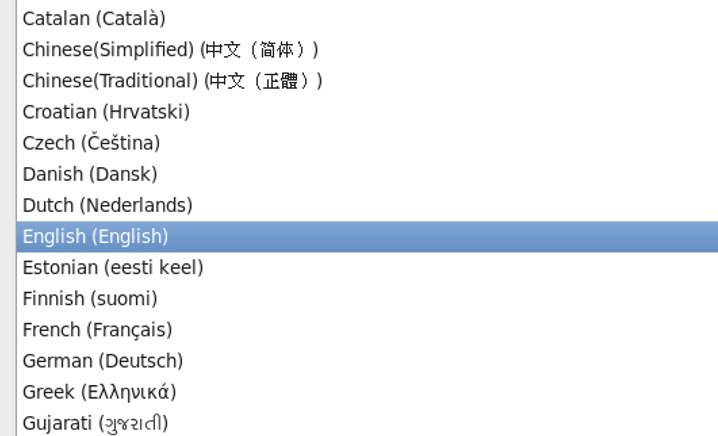 Catalan (Català)
Chinese(Simplified) (中文（简体）)
Chinese(Traditional) (中文（正體）)
Croatian (Hrvatski)
Czech (Čeština)
Danish (Dansk)
Dutch (Nederlands)
English (English)
Estonian (eesti keel)
Finnish (suomi)
French (Français)
German (Deutsch)
Greek (Ελληνικά)
Gujarati (ગુજરાતી)